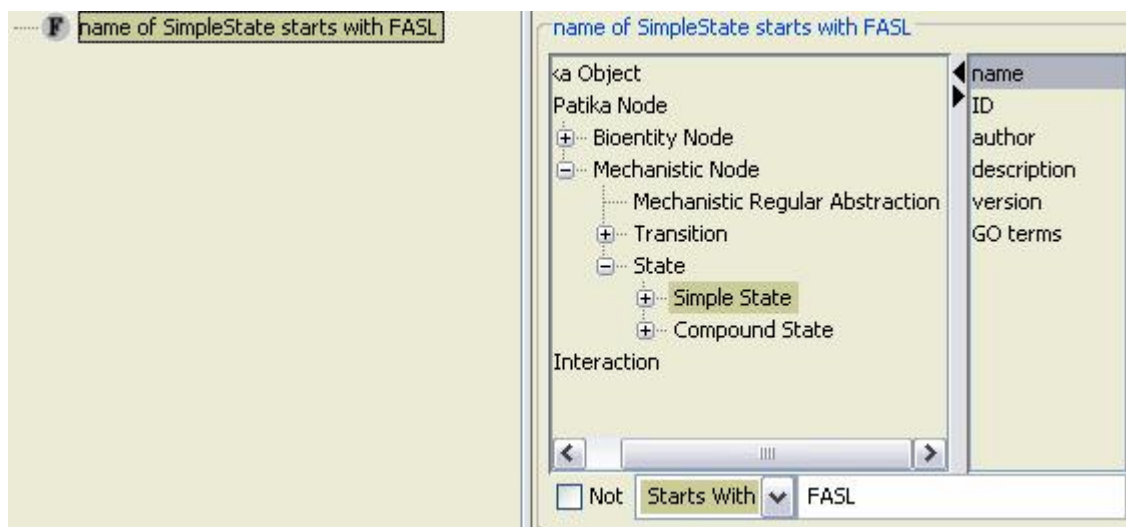 F name of SimpleState starts with FASL
name of SimpleState starts with FASL
ka Object
Patika Node
Bioentity Node
Mechanistic Node
Mechanistic Regular Abstraction
Transition
State
Simple State
Compound State
Interaction
name
ID
author
description
version
GO terms
Not Starts With FASL